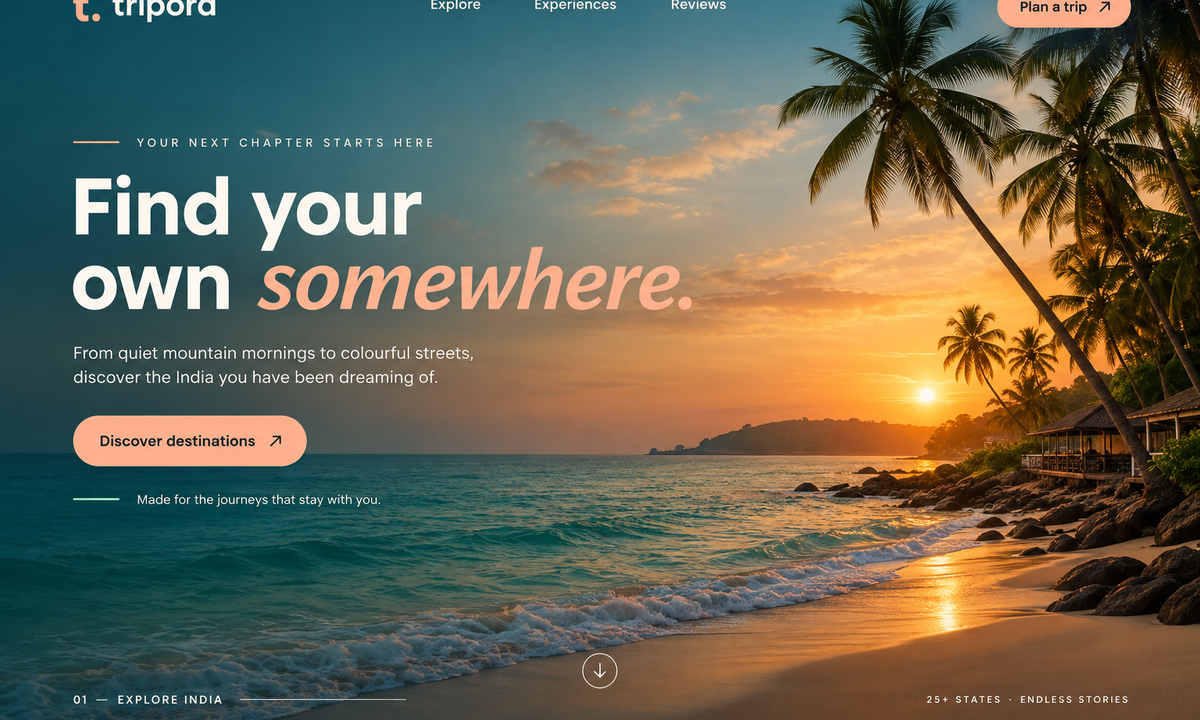 t. tripord
Explore
Experiences
Reviews
Plan a trip
YOUR NEXT CHAPTER STARTS HERE
Find your
own somewhere.
From quiet mountain mornings to colourful streets,
discover the India you have been dreaming of.
Discover destinations
Made for the journeys that stay with you.
01 — EXPLORE INDIA
25+ STATES · ENDLESS STORIES